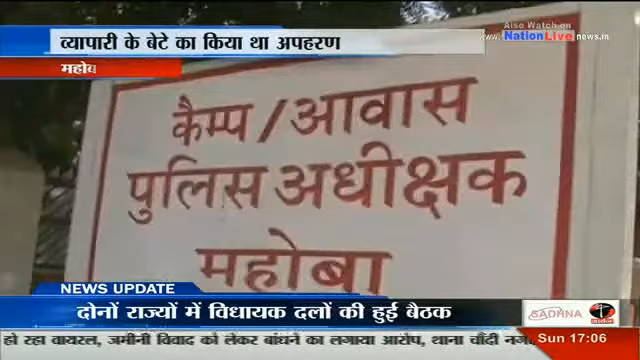 Also Watch on
www.NationLivenews.in
व्यापारी के बेटे का किया था अपहरण
महोब
कैम्प/आवास
पुलिस अधीक्षक
महोबा
NEWS UPDATE
दोनों राज्यों में विधायक दलों की हुई बैठक
SADHNA
हो रहा वायरल, जमीनी विवाद को लेकर बांधने का लगाया आरोप, थाना चाँदी नग
Sun 17:06